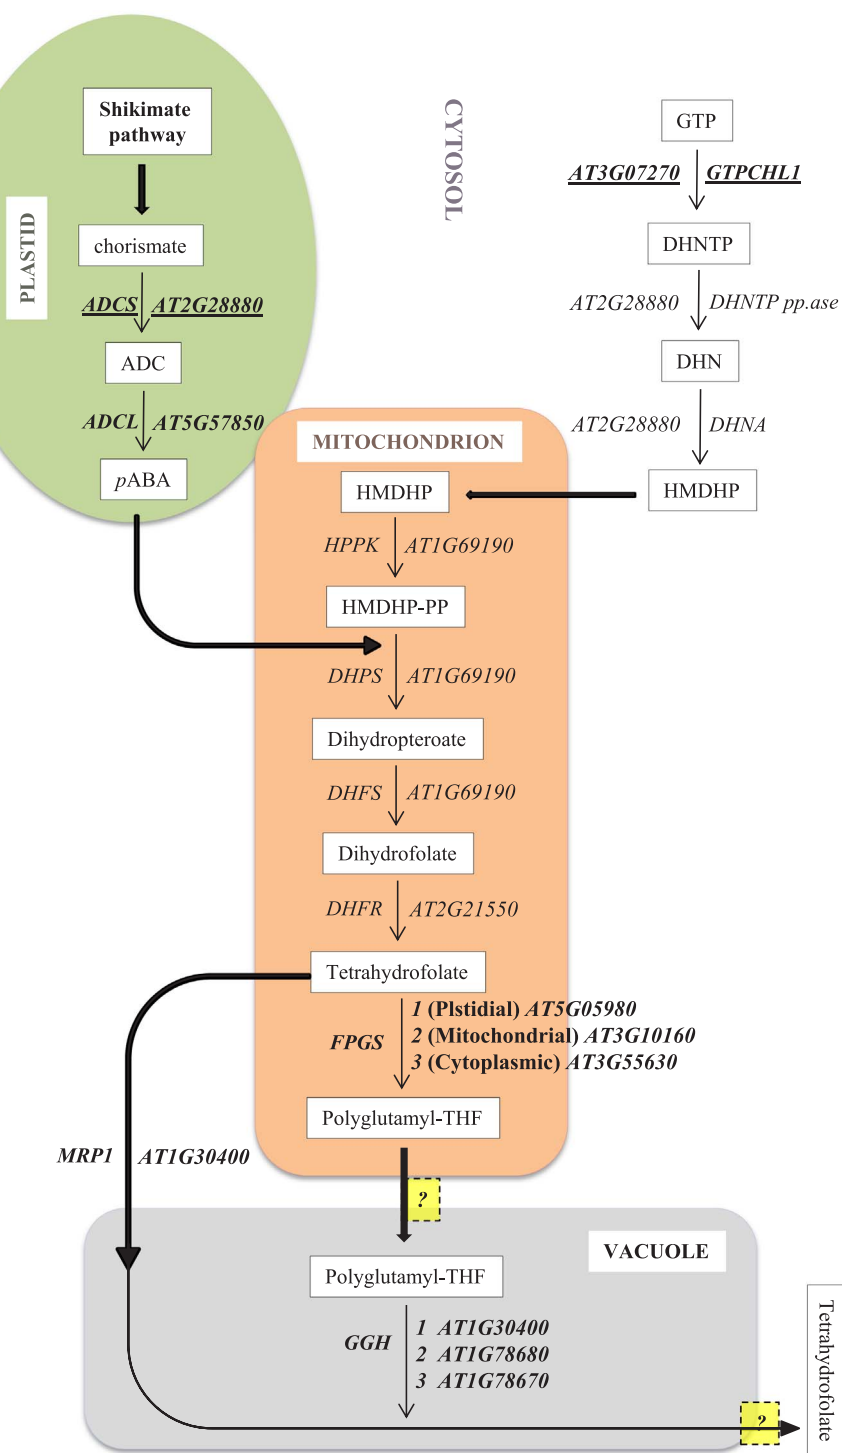 Shikimate
pathway
PLASTID
chorismate
ADCS AT2G28880
ADC
ADCL AT5G57850
pABA
CYTOSOL
GTP
AT3G07270 GTPCHL1
DHNTP
AT2G28880 DHNTP pp.ase
DHN
AT2G28880 DHNA
HMDHP
MITOCHONDRION
HMDHP
HPPK AT1G69190
HMDHP-PP
DHPS AT1G69190
Dihydropteroate
DHFS AT1G69190
Dihydrofolate
DHFR AT2G21550
Tetrahydrofolate
FPGS
1 (Plstidial) AT5G05980
2 (Mitochondrial) AT3G10160
3 (Cytoplasmic) AT3G55630
Polyglutamyl-THF
MRP1 AT1G30400
?
VACUOLE
Polyglutamyl-THF
GGH
1 AT1G30400
2 AT1G78680
3 AT1G78670
?
Tetrahydrofolate